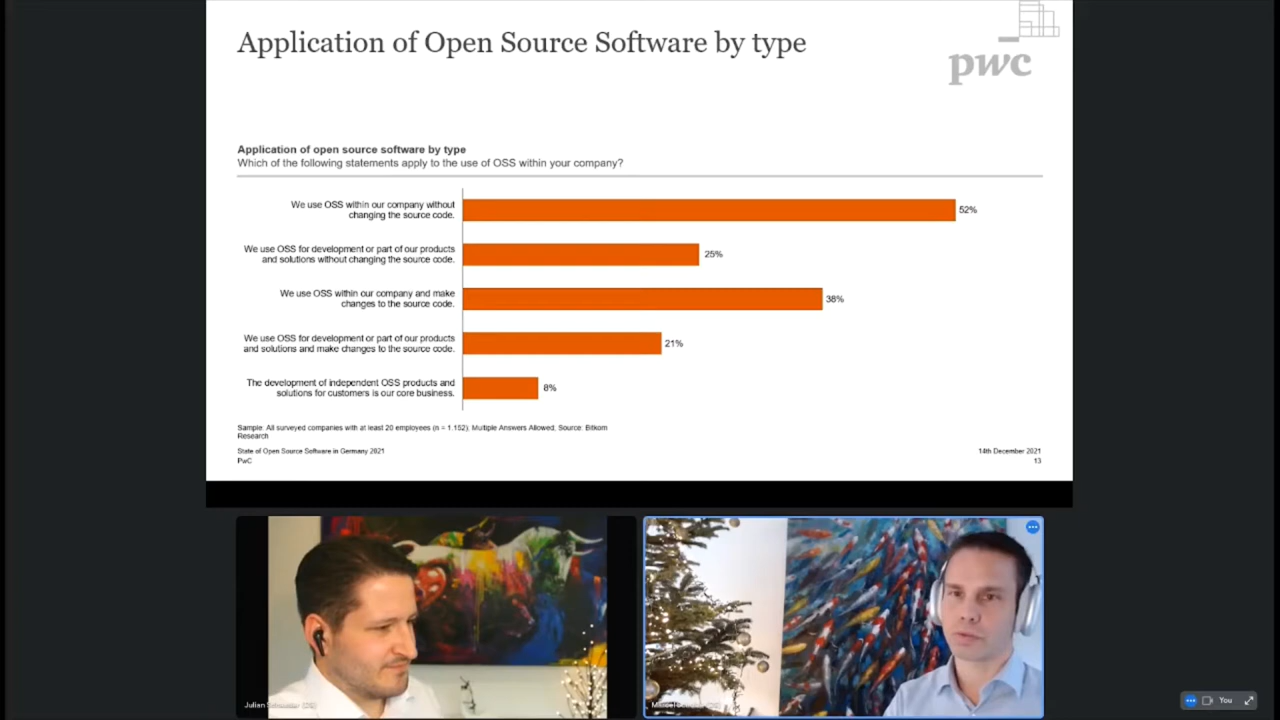 Application of Open Source Software by type
pwc
Application of open source software by type
Which of the following statements apply to the use of OSS within your company?
We use OSS within our company without
changing the source code.
52%
We use OSS for development or part of our products
and solutions without changing the source code.
25%
We use OSS within our company and make
changes to the source code.
38%
We use OSS for development or part of our products
and solutions and make changes to the source code.
21%
The development of independent OSS products and
solutions for customers is our core business.
8%
Sample: All surveyed companies with at least 20 employees (n = 1.152); Multiple Answers Allowed; Source: Bitkom
Research
State of Open Source Software in Germany 2021
PwC
14th December 2021
13
Julian
You